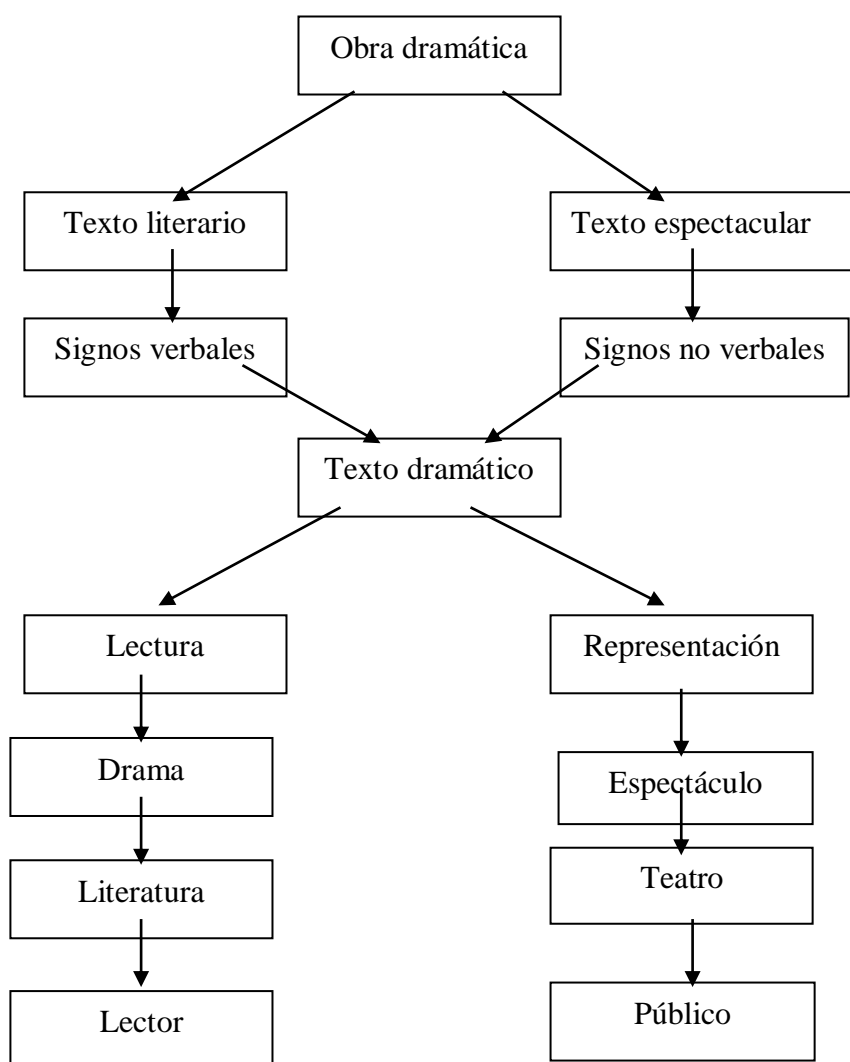 Obra dramática
Texto literario
Texto espectacular
Signos verbales
Signos no verbales
Texto dramático
Lectura
Representación
Drama
Espectáculo
Literatura
Teatro
Lector
Público